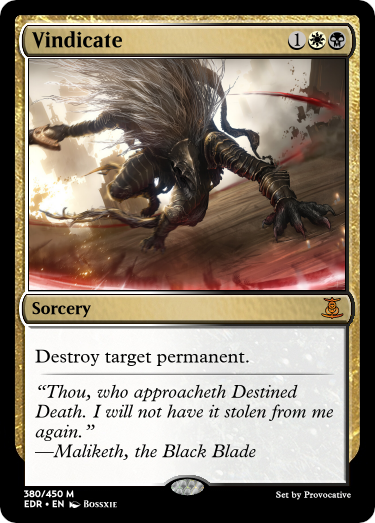 Vindicate 1
Sorcery
Destroy target permanent.
“Thou, who approacheth Destined
Death. I will not have it stolen from me
again.”
—Maliketh, the Black Blade
380/450 M
EDR • EN Bossxie
Set by Provocative